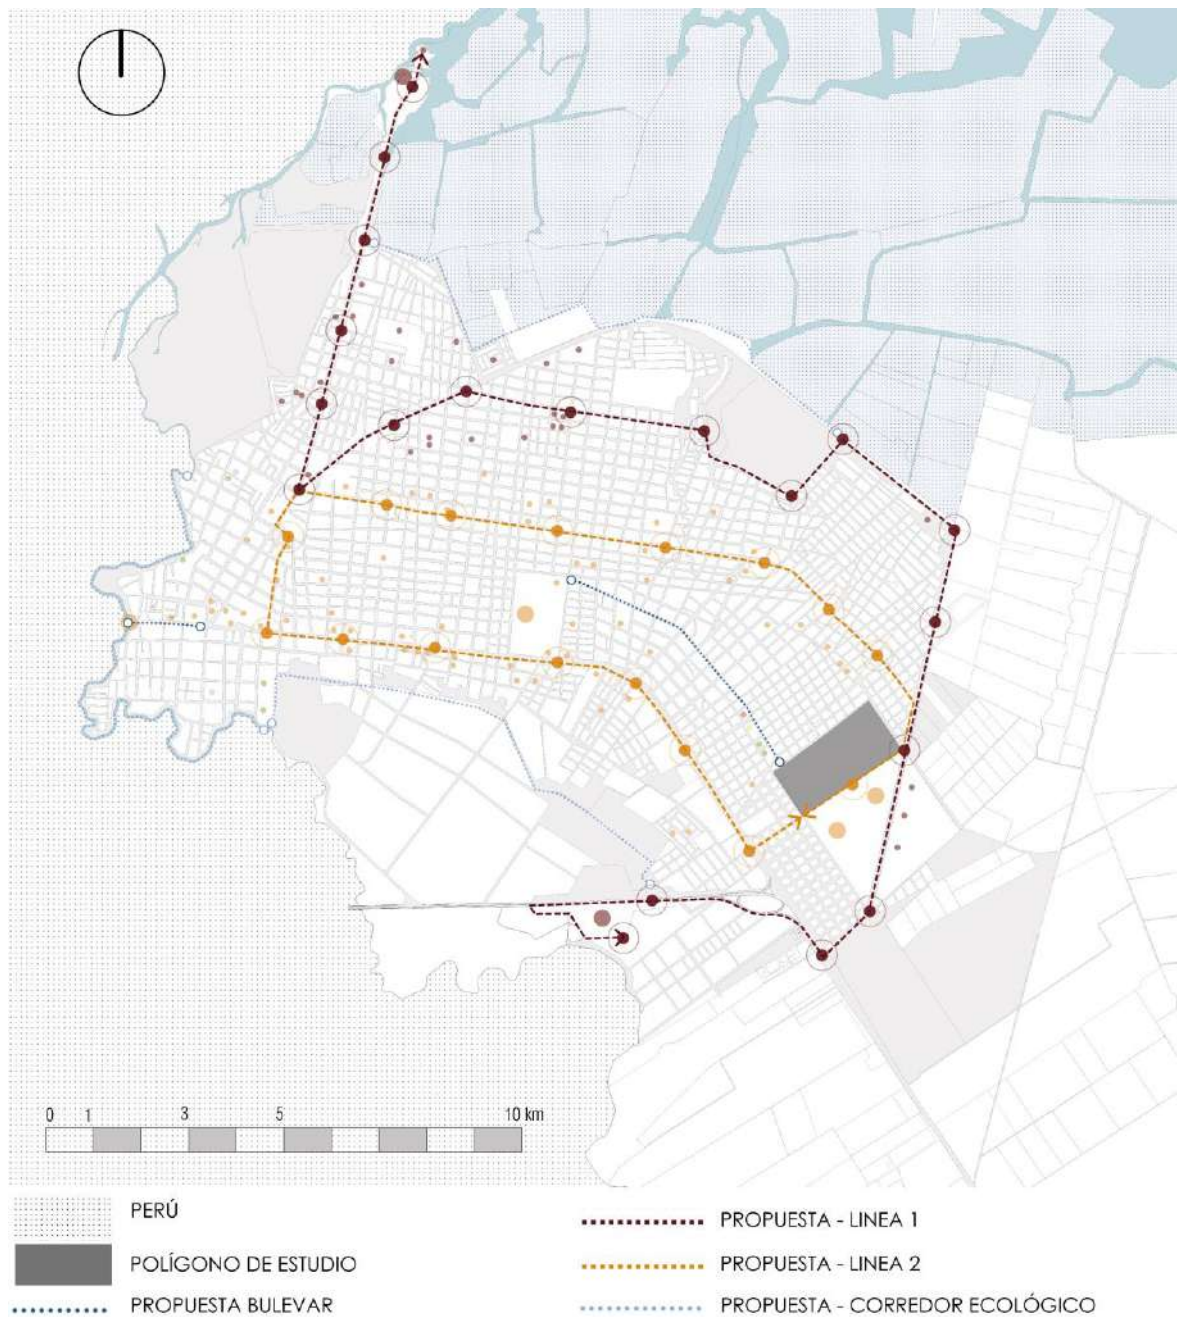 0 1 3 5 10 km
PERÚ
POLÍGONO DE ESTUDIO
PROPUESTA BULEVAR
PROPUESTA - LINEA 1
PROPUESTA - LINEA 2
PROPUESTA - CORREDOR ECOLÓGICO